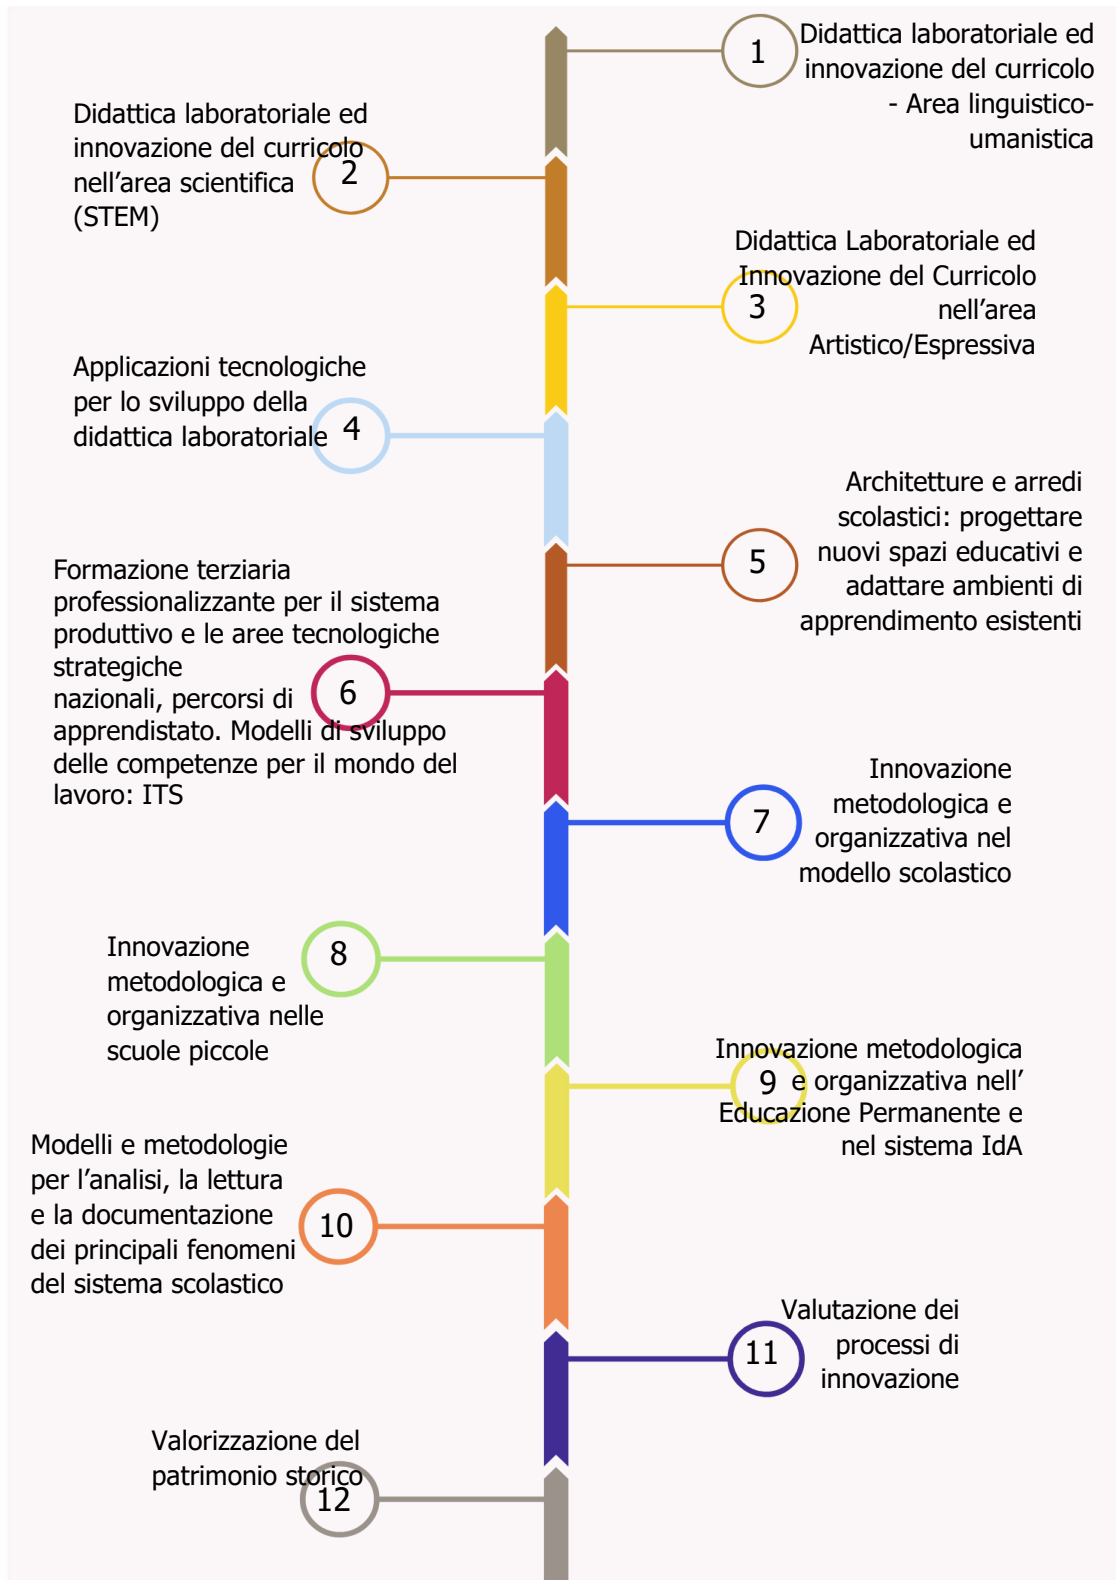 1
Didattica laboratoriale ed
innovazione del curricolo
- Area linguistico-
umanistica
Didattica laboratoriale ed
innovazione del curricolo
nell’area scientifica
(STEM)
2
Didattica Laboratoriale ed
Innovazione del Curricolo
nell’area
Artistico/Espressiva
3
Applicazioni tecnologiche
per lo sviluppo della
didattica laboratoriale
4
Architetture e arredi
scolastici: progettare
nuovi spazi educativi e
adattare ambienti di
apprendimento esistenti
5
Formazione terziaria
professionalizzante per il sistema
produttivo e le aree tecnologiche
strategiche
nazionali, percorsi di
apprendistato. Modelli di sviluppo
delle competenze per il mondo del
lavoro: ITS
6
Innovazione
metodologica e
organizzativa nel
modello scolastico
7
Innovazione
metodologica e
organizzativa nelle
scuole piccole
8
Innovazione metodologica
e organizzativa nell’
Educazione Permanente e
nel sistema IdA
9
Modelli e metodologie
per l’analisi, la lettura
e la documentazione
dei principali fenomeni
del sistema scolastico
10
Valutazione dei
processi di
innovazione
11
Valorizzazione del
patrimonio storico
12